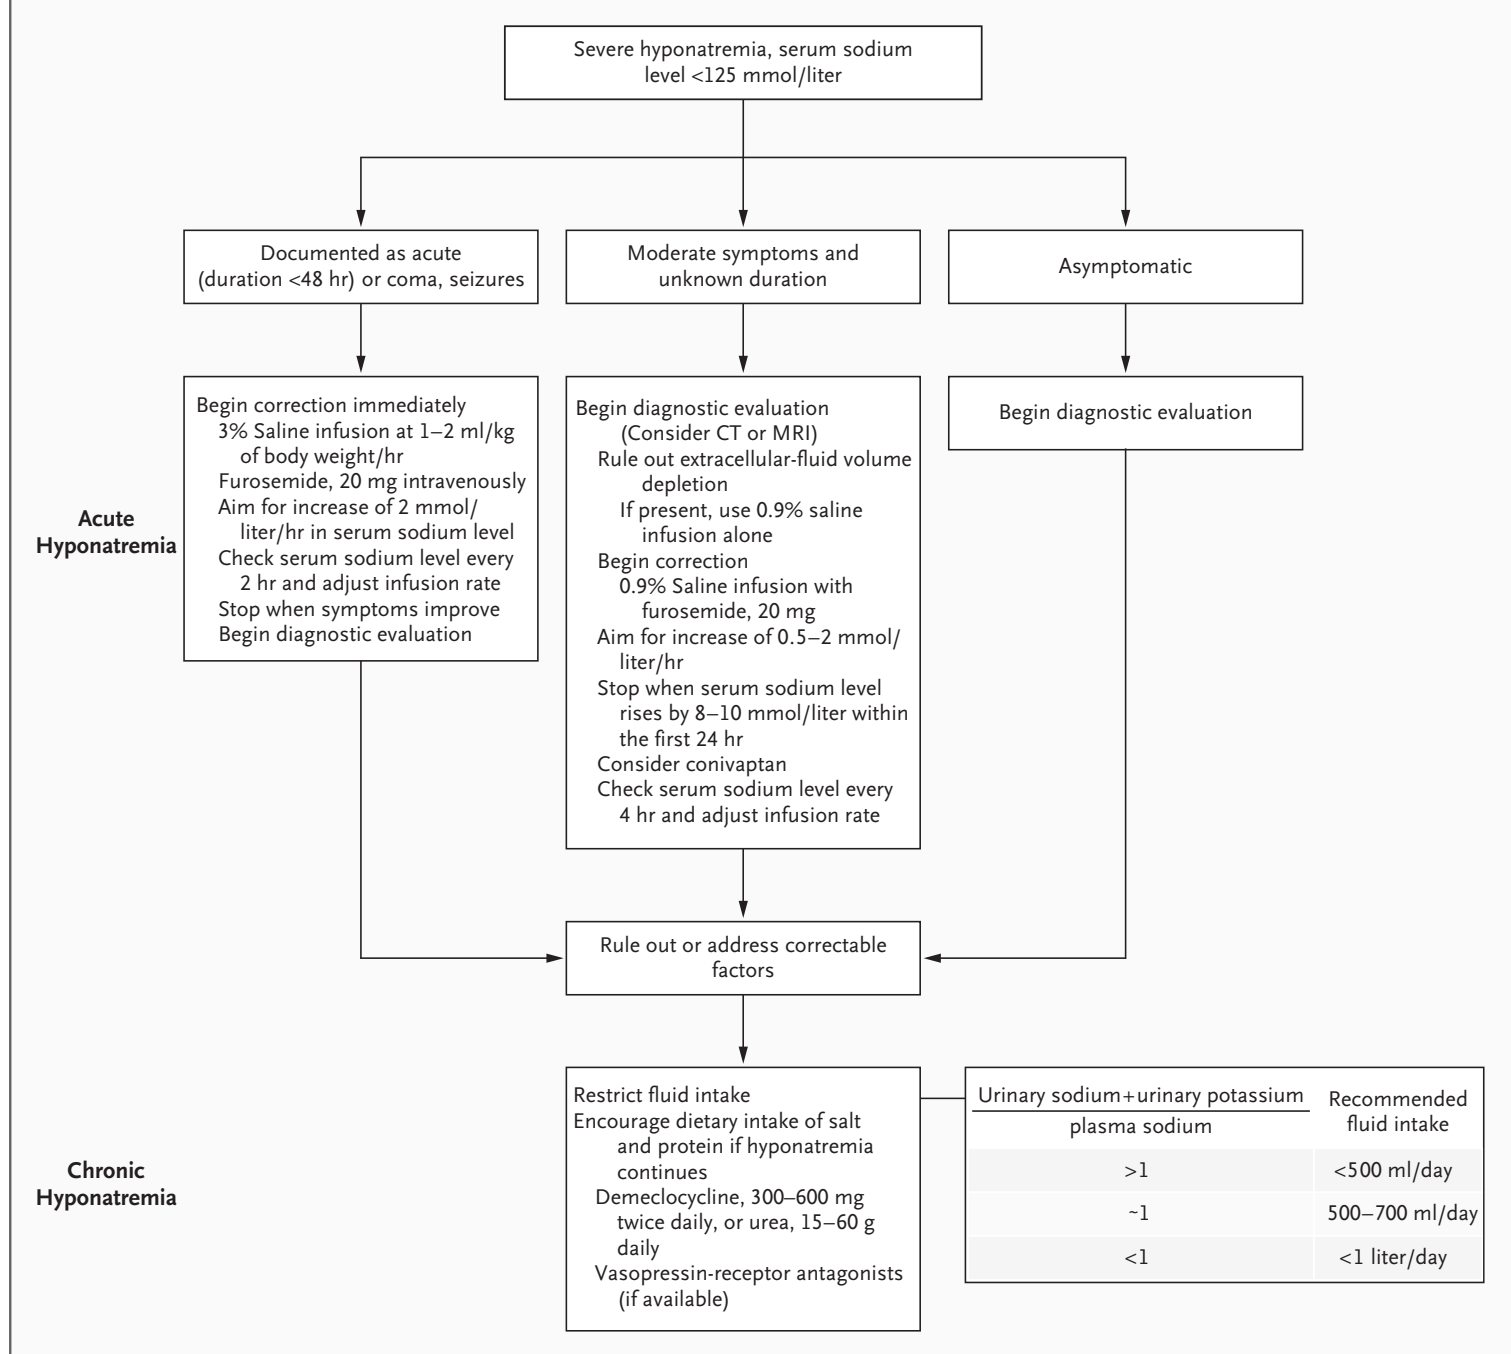 Severe hyponatremia, serum sodium
level <125 mmol/liter
Documented as acute
(duration <48 hr) or coma, seizures
Moderate symptoms and
unknown duration
Asymptomatic
Acute
Hyponatremia
Begin correction immediately
3% Saline infusion at 1–2 ml/kg
of body weight/hr
Furosemide, 20 mg intravenously
Aim for increase of 2 mmol/
liter/hr in serum sodium level
Check serum sodium level every
2 hr and adjust infusion rate
Stop when symptoms improve
Begin diagnostic evaluation
Begin diagnostic evaluation
(Consider CT or MRI)
Rule out extracellular-fluid volume
depletion
If present, use 0.9% saline
infusion alone
Begin correction
0.9% Saline infusion with
furosemide, 20 mg
Aim for increase of 0.5–2 mmol/
liter/hr
Stop when serum sodium level
rises by 8–10 mmol/liter within
the first 24 hr
Consider conivaptan
Check serum sodium level every
4 hr and adjust infusion rate
Begin diagnostic evaluation
Rule out or address correctable
factors
Chronic
Hyponatremia
Restrict fluid intake
Encourage dietary intake of salt
and protein if hyponatremia
continues
Demeclocycline, 300–600 mg
twice daily, or urea, 15–60 g
daily
Vasopressin-receptor antagonists
(if available)
Urinary sodium+urinary potassium
plasma sodium
Recommended
fluid intake
>1 <500 ml/day
~1 500–700 ml/day
<1 <1 liter/day